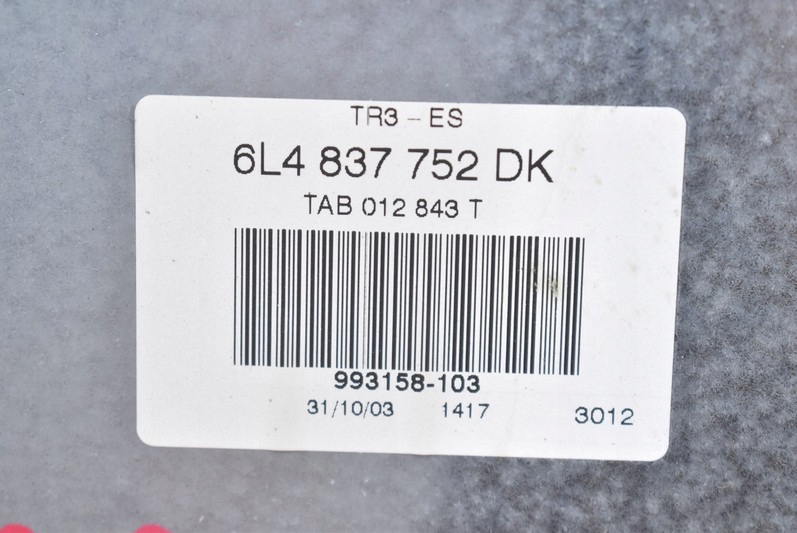 TR3 - ES
6L4 837 752 DK
TAB 012 843 T
993158-103
31/10/03 1417 3012